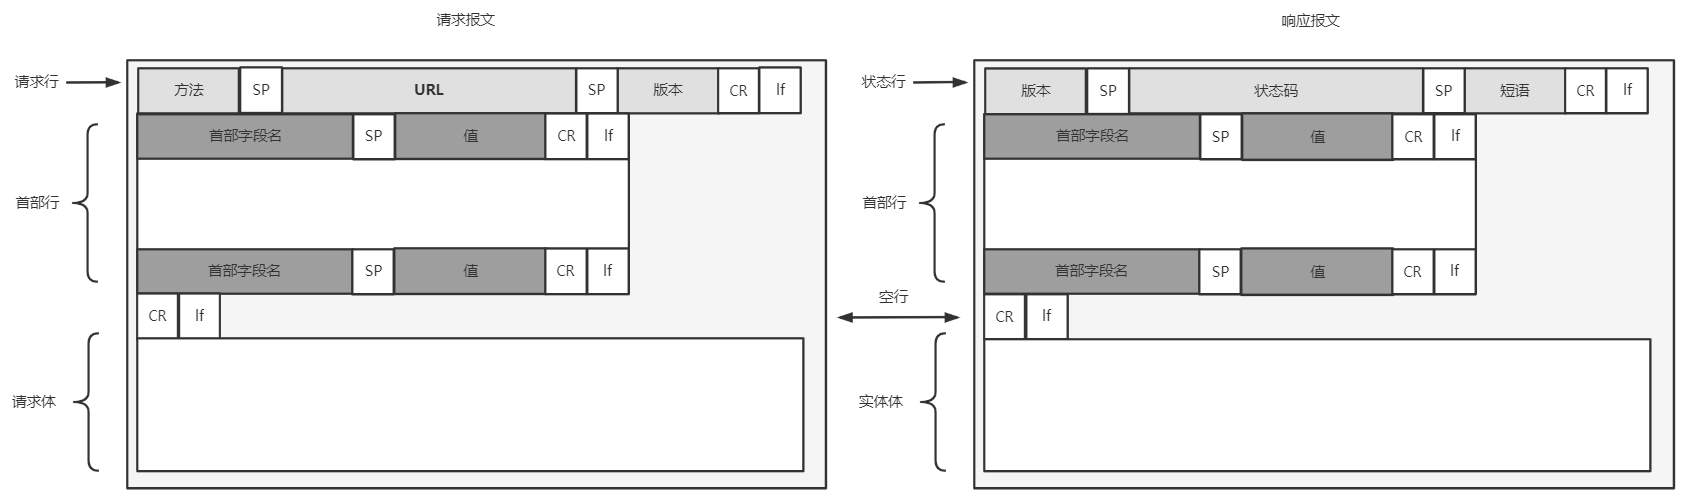 请求报文
响应报文
请求行
方法 SP URL SP 版本 CR lf
状态行
版本 SP 状态码 SP 短语 CR lf
首部字段名 SP 值 CR lf
首部字段名 SP 值 CR lf
首部行
首部行
首部字段名 SP 值 CR lf
首部字段名 SP 值 CR lf
空行
CR lf
CR lf
请求体
实体体